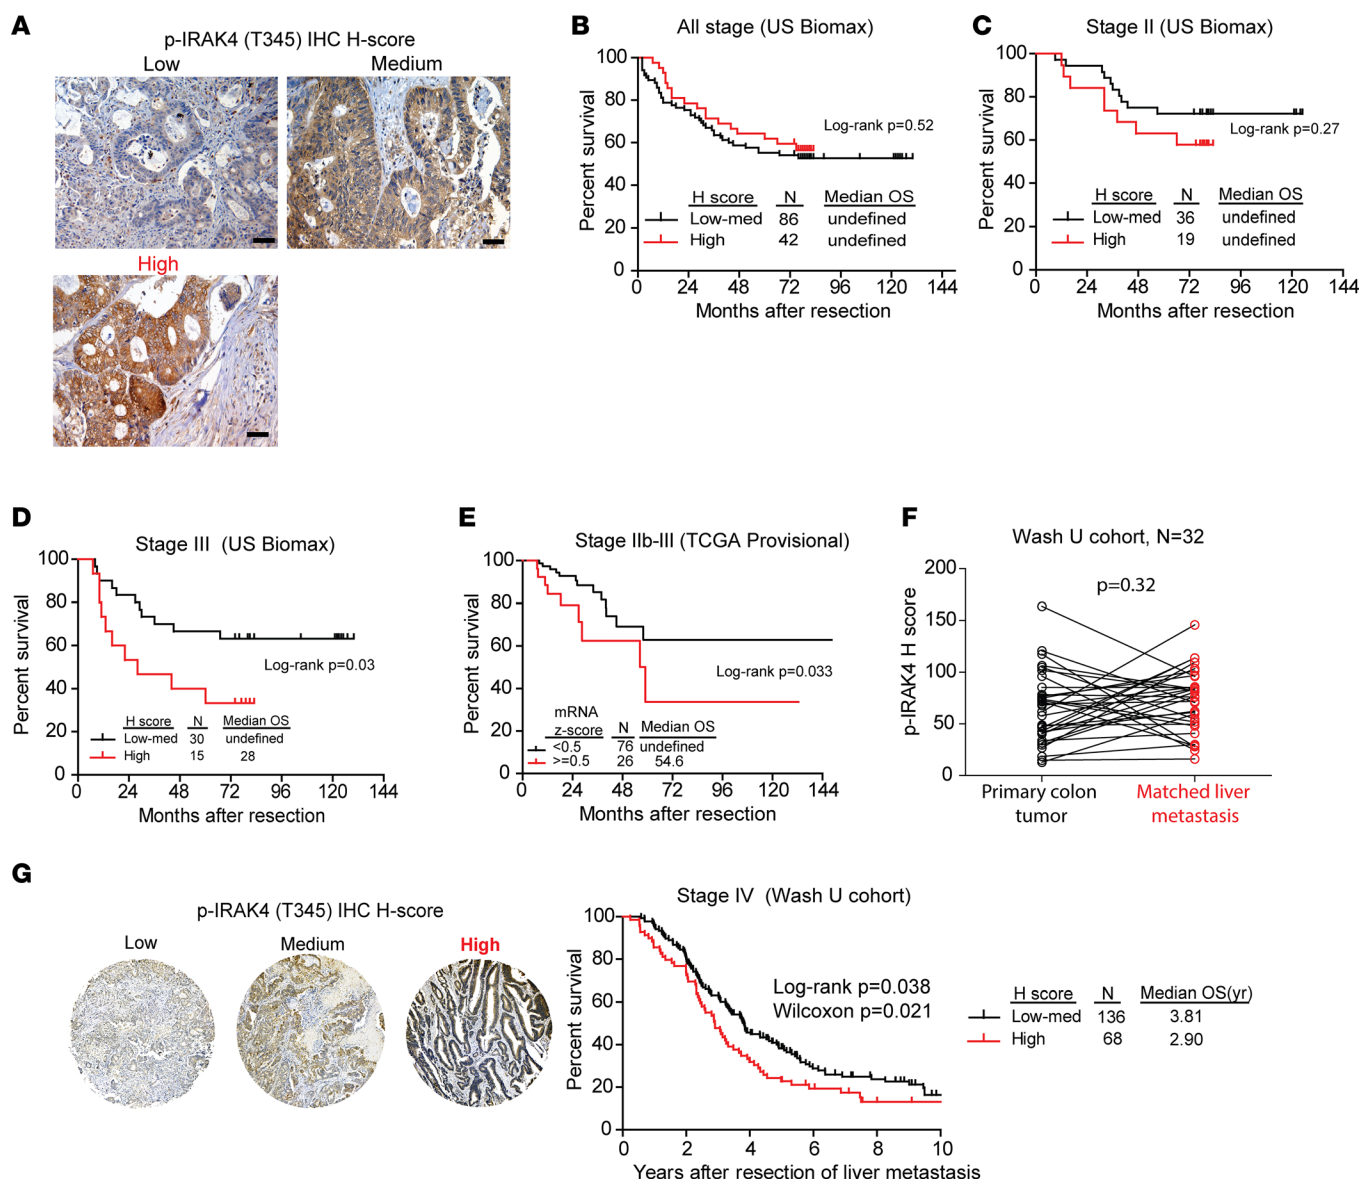 A
p-IRAK4 (T345) IHC H-score
Low
Medium
High
B
All stage (US Biomax)
Percent survival
100
80
60
40
20
0
Log-rank p=0.52
H score N Median OS
Low-med 86 undefined
High 42 undefined
0 24 48 72 96 120 144
Months after resection
C
Stage II (US Biomax)
Percent survival
100
80
60
40
20
0
Log-rank p=0.27
H score N Median OS
Low-med 36 undefined
High 19 undefined
0 24 48 72 96 120 144
Months after resection
D
Stage III (US Biomax)
Percent survival
100
80
60
40
20
0
Log-rank p=0.03
H score N Median OS
Low-med 30 undefined
High 15 28
0 24 48 72 96 120 144
Months after resection
E
Stage IIb-III (TCGA Provisional)
Percent survival
100
80
60
40
20
0
Log-rank p=0.033
mRNA
z-score N Median OS
<0.5 76 undefined
>=0.5 26 54.6
0 24 48 72 96 120 144
Months after resection
F
Wash U cohort, N=32
p-IRAK4 H score
200
150
100
50
0
p=0.32
Primary colon
tumor
Matched liver
metastasis
G
p-IRAK4 (T345) IHC H-score
Low
Medium
High
Stage IV (Wash U cohort)
Percent survival
100
80
60
40
20
0
Log-rank p=0.038
Wilcoxon p=0.021
0 2 4 6 8 10
Years after resection of liver metastasis
H score N Median OS(yr)
Low-med 136 3.81
High 68 2.90